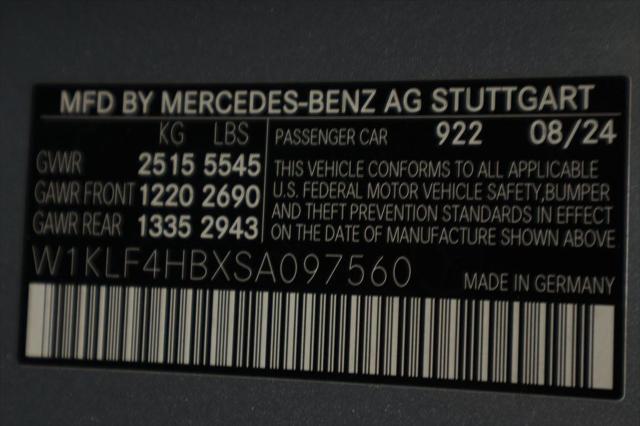 MFD BY MERCEDES-BENZ AG STUTTGART
KG LBS
GVWR 2515 5545
GAWR FRONT 1220 2690
GAWR REAR 1335 2943
PASSENGER CAR 922 08/24
THIS VEHICLE CONFORMS TO ALL APPLICABLE
U.S. FEDERAL MOTOR VEHICLE SAFETY, BUMPER
AND THEFT PREVENTION STANDARDS IN EFFECT
ON THE DATE OF MANUFACTURE SHOWN ABOVE
W1KLF4HBXSA097560
MADE IN GERMANY